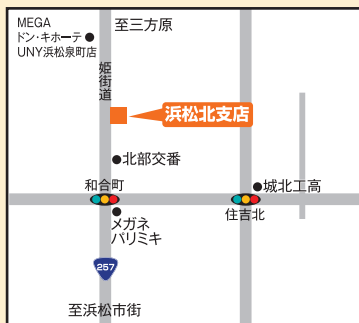 MEGA
ドン・キホーテ
UNY浜松泉町店
至三方原
姫街道
浜松北支店
北部交番
和合町
城北工高
住吉北
メガネ
パリミキ
257
至浜松市街